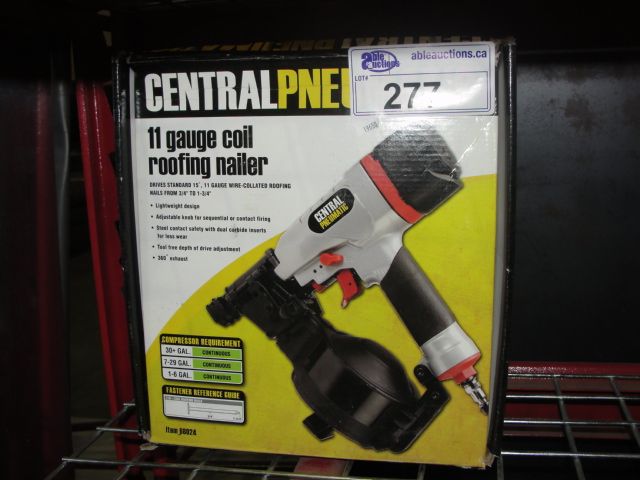 ableauctions.ca
able auctions
LOT#
277
CENTRALPNEU
11 gauge coil
roofing nailer
DRIVES STANDARD 15°, 11 GAUGE WIRE-COLLATED ROOFING
NAILS FROM 3/4" TO 1-3/4"
• Lightweight design
• Adjustable knob for sequential or contact firing
• Steel contact safety with dual carbide inserts
for less wear
• Tool free depth of drive adjustment
• 360° exhaust
CENTRAL
PNEUMATIC
COMPRESSOR REQUIREMENT
30+ GAL. CONTINUOUS
7-29 GAL. CONTINUOUS
1-6 GAL. CONTINUOUS
FASTENER REFERENCE GUIDE